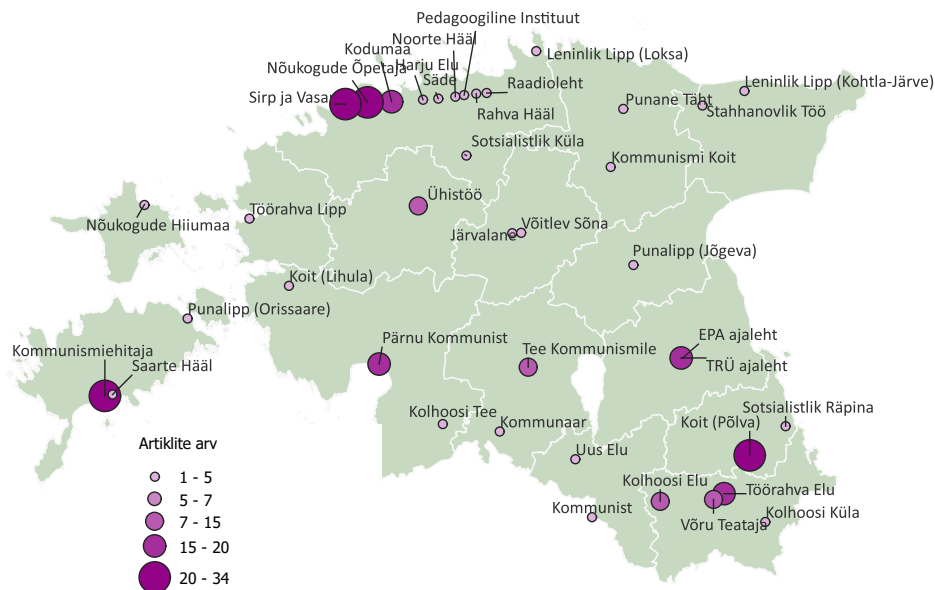 Pedagoogiline Instituut
Noorte Hääl
Kodumaa
Leninlik Lipp (Loksa)
Harju Elu
Nõukogude Õpetaja
Säde
Raadioleht
Leninlik Lipp (Kohtla-Järve)
Sirp ja Vasar
Punane Täht
Stahhanovlik Töö
Rahva Hääl
Sotsialistlik Küla
Kommunismi Koit
Ühistöö
Töörahva Lipp
Nõukogude Hiiumaa
Võitlev Sõna
Järvalane
Punalipp (Jõgeva)
Koit (Lihula)
Punalipp (Orissaare)
Pärnu Kommunist
EPA ajaleht
Kommunismiehitaja
Tee Kommunismile
Saarte Hääl
TRÜ ajaleht
Kolhoosi Tee
Sotsialistlik Räpina
Kommunaar
Koit (Põlva)
Artiklite arv
Uus Elu
1 - 5
Kolhoosi Elu
Töörahva Elu
5 - 7
Kommunist
Kolhoosi Küla
7 - 15
Võru Teataja
15 - 20
20 - 34